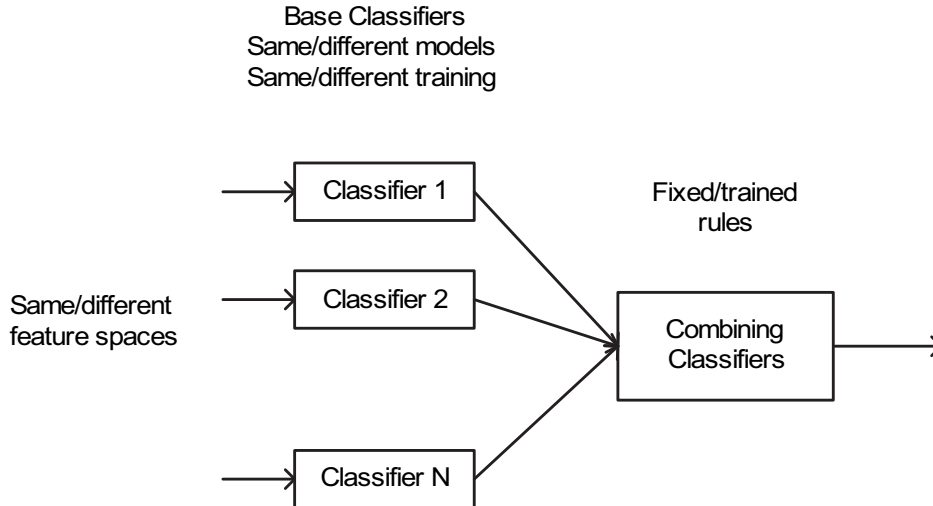 Base Classifiers
Same/different models
Same/different training
Classifier 1
Fixed/trained
rules
Classifier 2
Same/different
feature spaces
Combining
Classifiers
Classifier N